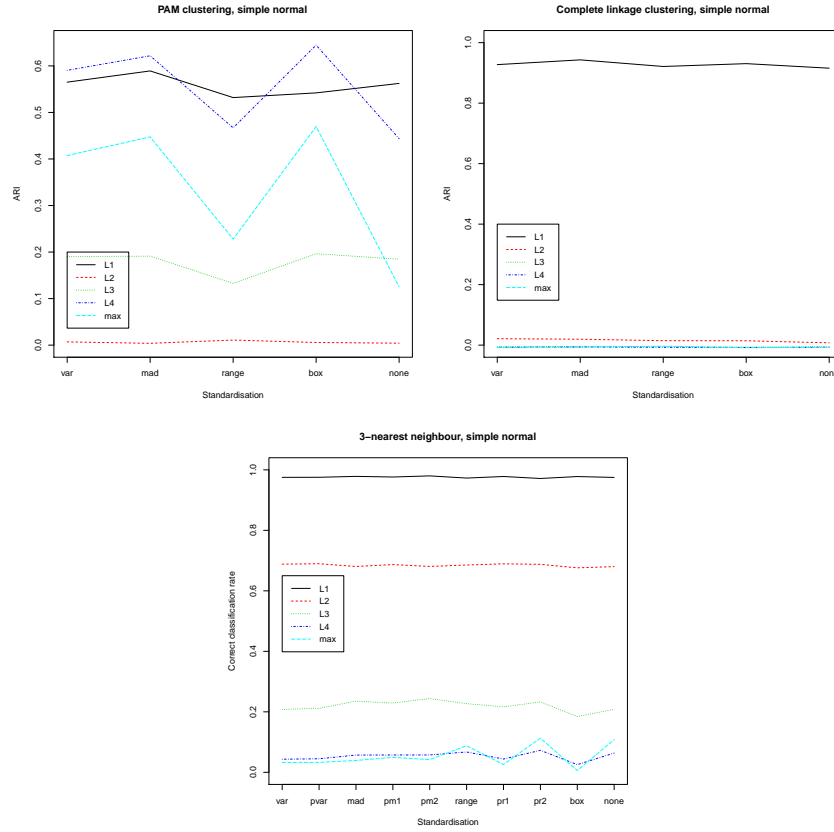 PAM clustering, simple normal
ARI
0.6
0.5
0.4
0.3
0.2
0.1
0.0
L1
L2
L3
L4
max
var mad range box none
Standardisation
Complete linkage clustering, simple normal
ARI
1.0
0.8
0.6
0.4
0.2
0.0
L1
L2
L3
L4
max
var mad range box none
Standardisation
3−nearest neighbour, simple normal
Correct classification rate
1.0
0.8
0.6
0.4
0.2
0.0
L1
L2
L3
L4
max
var pvar mad pm1 pm2 range pr1 pr2 box none
Standardisation